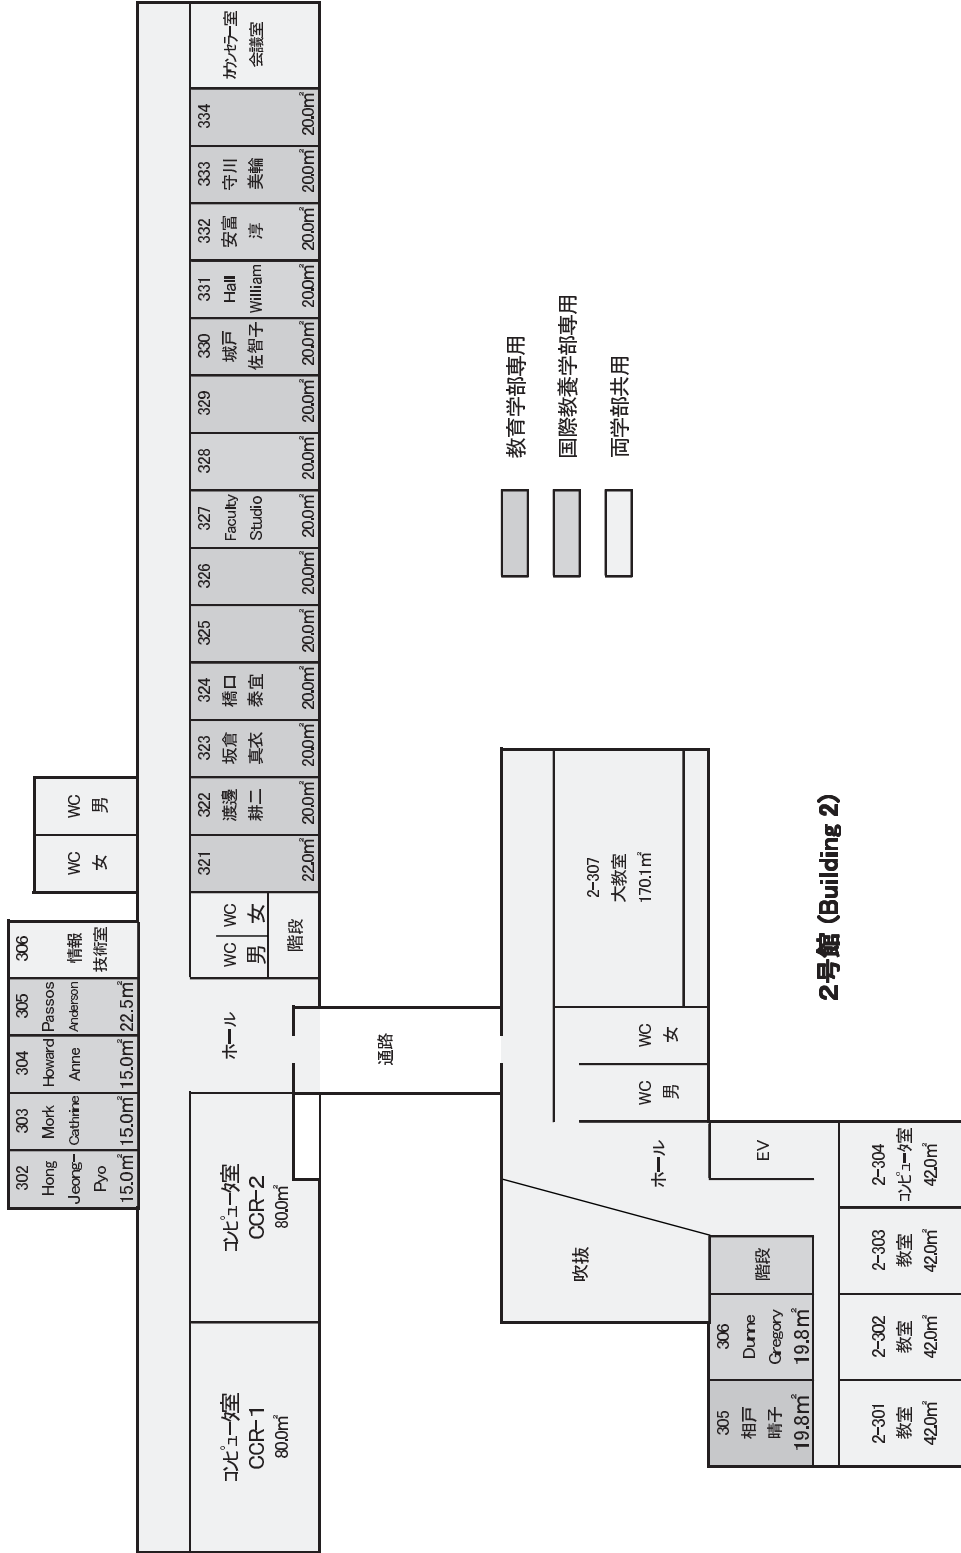 302
Hong
Jeong-
Pyo
15.0㎡
303
Mork
Cathrine
15.0㎡
304
Howard
Anne
15.0㎡
305
Passos
Anderson
22.5㎡
306
情報
技術室
WC
女
WC
男
コンピュータ室
CCR-1
80.0㎡
コンピュータ室
CCR-2
80.0㎡
ホール
WC
男
WC
女
階段
321
22.0㎡
322
渡邊
耕二
20.0㎡
323
坂倉
真衣
20.0㎡
324
橋口
泰宜
20.0㎡
325
20.0㎡
326
20.0㎡
327
Faculty
Studio
20.0㎡
328
20.0㎡
329
20.0㎡
330
城戸
佐智子
20.0㎡
331
Hall
William
20.0㎡
332
安富
淳
20.0㎡
333
守川
美輪
20.0㎡
334
20.0㎡
カウンセラー室
会議室
通路
教育学部専用
国際教養学部専用
両学部共用
吹抜
ホール
WC
男
WC
女
2-307
大教室
170.1㎡
305
相戸
晴子
19.8㎡
306
Dunne
Gregory
19.8㎡
階段
EV
2号館 (Building 2)
2-301
教室
42.0㎡
2-302
教室
42.0㎡
2-303
教室
42.0㎡
2-304
コンピュータ室
42.0㎡